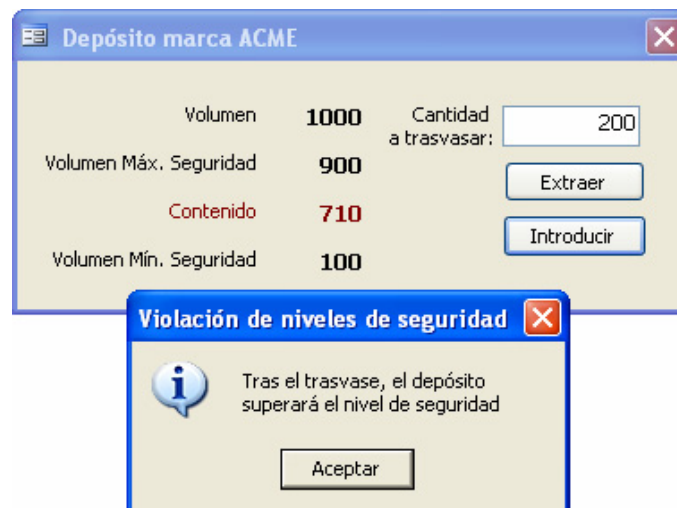 Depósito marca ACME
Volumen 1000
Cantidad
a trasvasar: 200
Volumen Máx. Seguridad 900
Extraer
Contenido 710
Introducir
Volumen Mín. Seguridad 100
Violación de niveles de seguridad
Tras el trasvase, el depósito
superará el nivel de seguridad
Aceptar